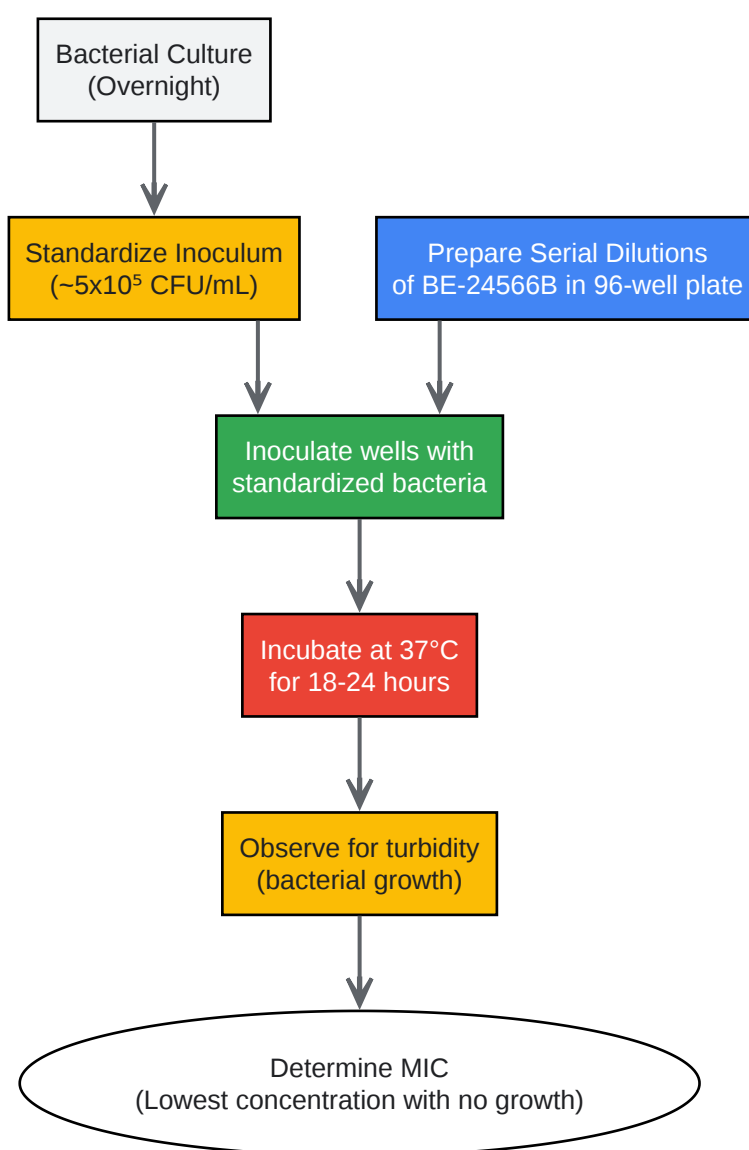 Bacterial Culture
(Overnight)
Standardize Inoculum
(~5x10⁵ CFU/mL)
Prepare Serial Dilutions
of BE-24566B in 96-well plate
Inoculate wells with
standardized bacteria
Incubate at 37°C
for 18-24 hours
Observe for turbidity
(bacterial growth)
Determine MIC
(Lowest concentration with no growth)